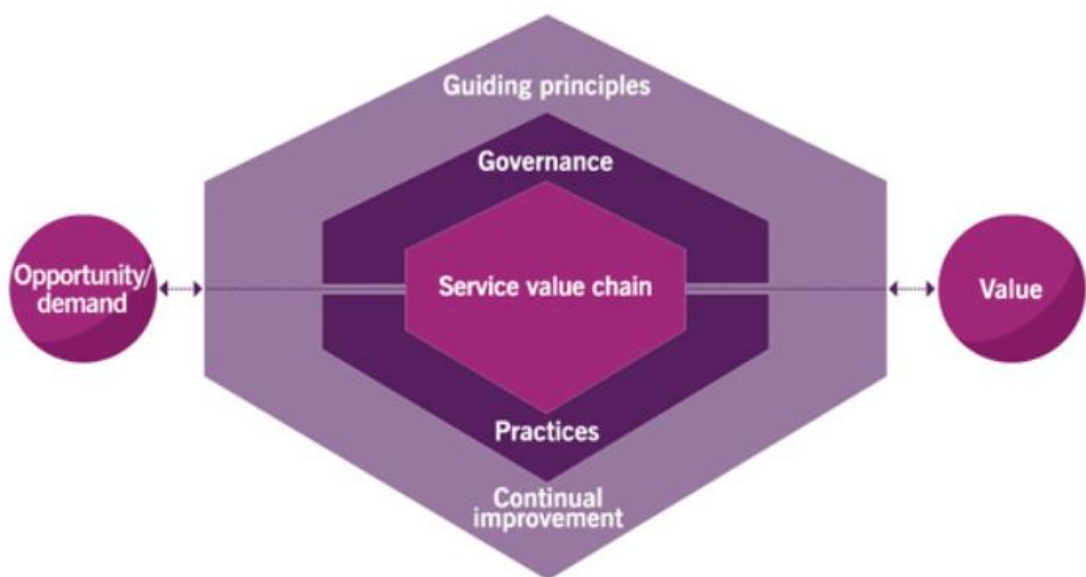 Guiding principles
Governance
Opportunity/
demand
Service value chain
Value
Practices
Continual
improvement